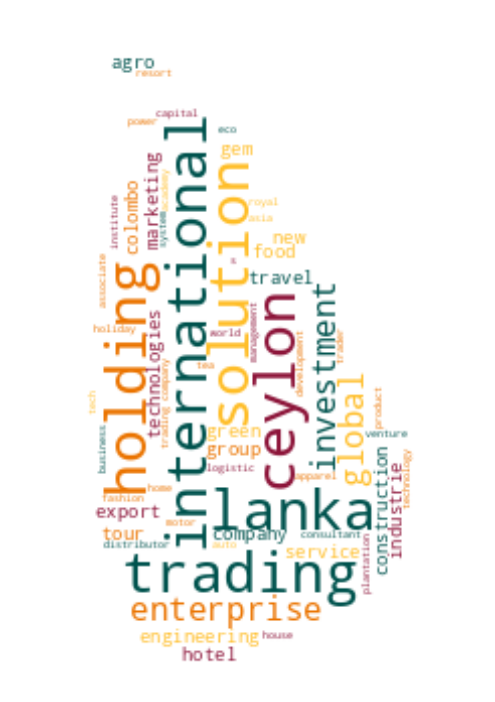 agro
resort
capital
power
eco
international
gem
marketing
academy
solution
colombo
institute
system
royal
asia
new
food
s
associate
holding
travel
ceylon
investment
holiday
technologies
world
management
development
trader
trading company
tea
global
product
tech
business
green
group
venture
logistic
construction
industrie
technology
apparel
home
fashion
lanka
export
motor
tour
company
consultant
distributor
auto
service
plantation
trading
enterprise
engineering
house
hotel